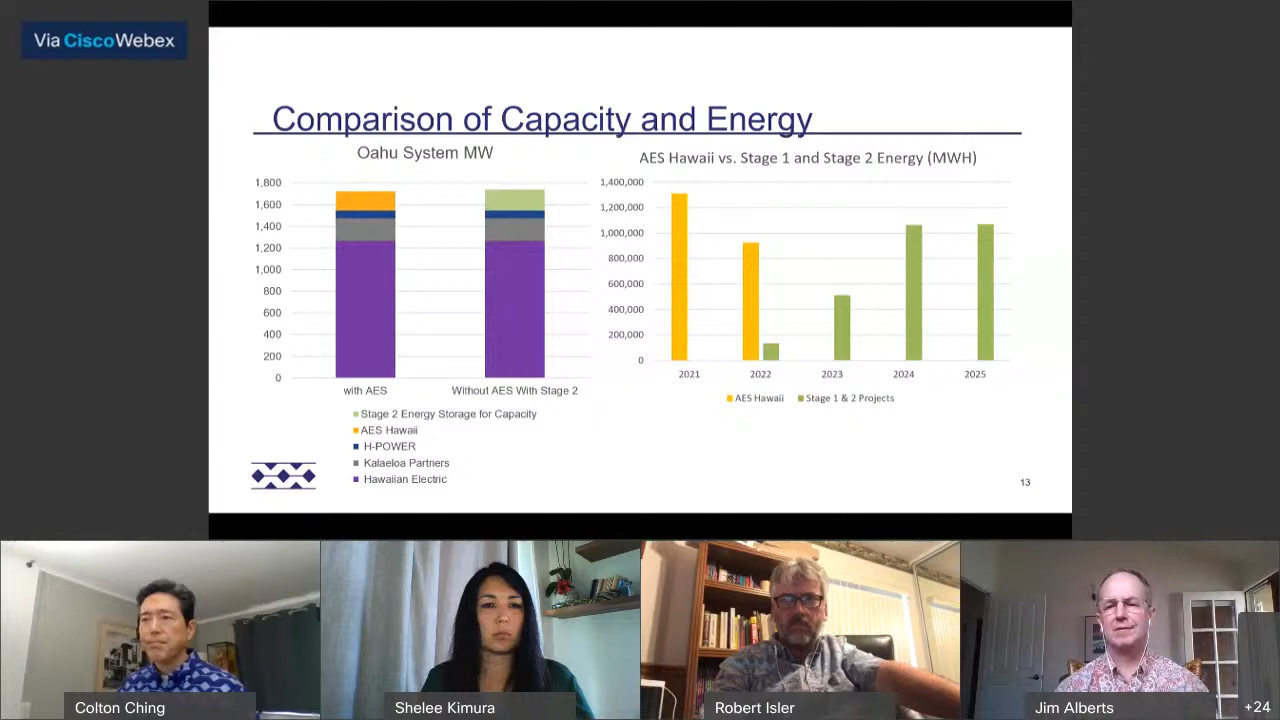 Via CiscoWebex
Comparison of Capacity and Energy
Oahu System MW
1,800
1,600
1,400
1,200
1,000
800
600
400
200
0
with AES
Without AES With Stage 2
Stage 2 Energy Storage for Capacity
AES Hawaii
H-POWER
Kalaeloa Partners
Hawaiian Electric
AES Hawaii vs. Stage 1 and Stage 2 Energy (MWH)
1,400,000
1,200,000
1,000,000
800,000
600,000
400,000
200,000
0
2021
2022
2023
2024
2025
AES Hawaii
Stage 1 & 2 Projects
13
Colton Ching
Shelee Kimura
Robert Isler
Jim Alberts
+24